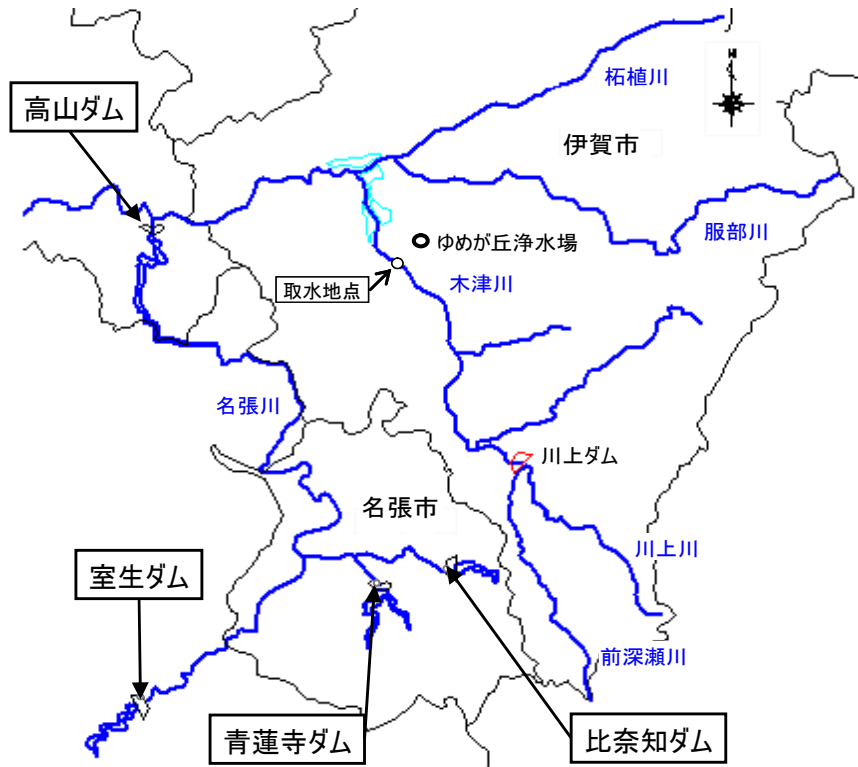 柘植川
高山ダム
伊賀市
服部川
ゆめが丘浄水場
取水地点
木津川
名張川
川上ダム
名張市
川上川
室生ダム
前深瀬川
青蓮寺ダム
比奈知ダム